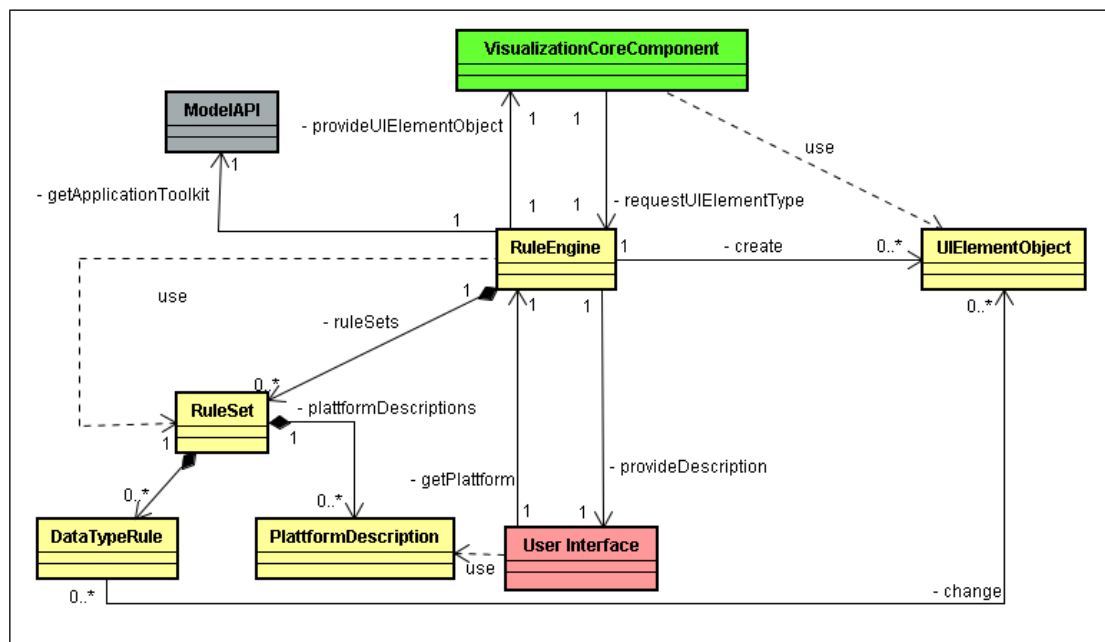 VisualizationCoreComponent
ModelAPI
- provideUIElementObject
1
1
use
1
- getApplicationToolkit
- requestUIElementType
1
1
1
RuleEngine
1
- create
0..*
UIElementObject
use
1
1
1
0..*
- ruleSets
0..*
RuleSet
- plattformDescriptions
1
1
- provideDescription
- getPlattform
0..*
0..*
1
1
DataTypeRule
PlattformDescription
User Interface
use
0..*
- change